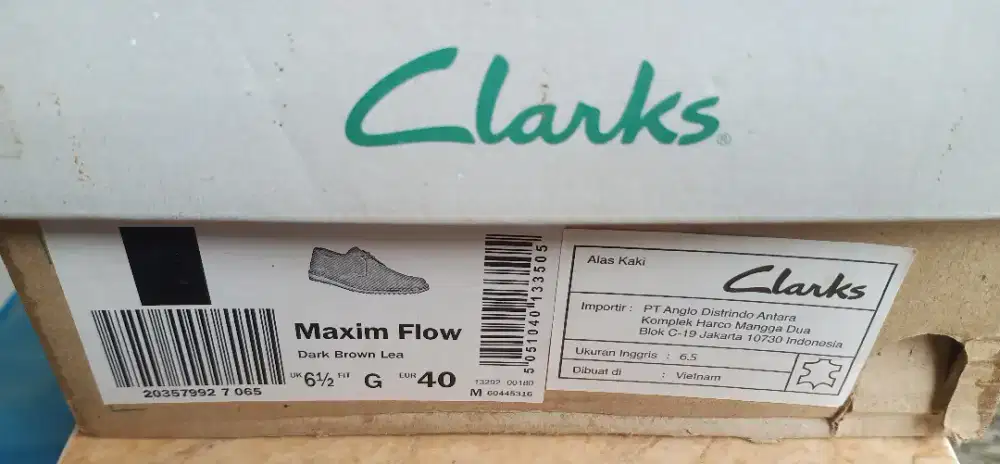 Clarks®
Maxim Flow
Dark Brown Lea
UK 6½ FIT G EUR 40
20357992 7 065
5 051040 133505
M 60445316
Alas Kaki
Clarks
Importir : PT Anglo Distrindo Antara
Komplek Harco Mangga Dua
Blok C-19 Jakarta 10730 Indonesia
Ukuran Inggris : 6.5
Dibuat di : Vietnam